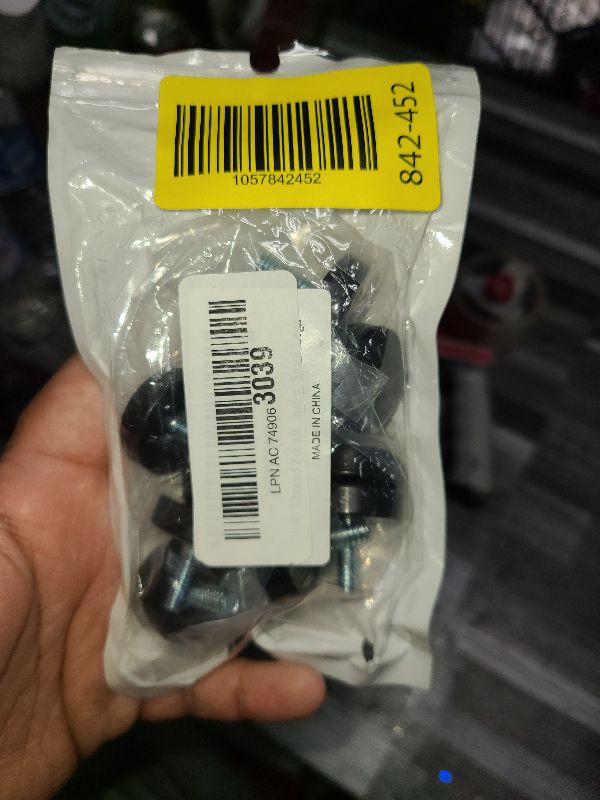 1057842452
842-452
LPN AC 74906 3039
MADE IN CHINA